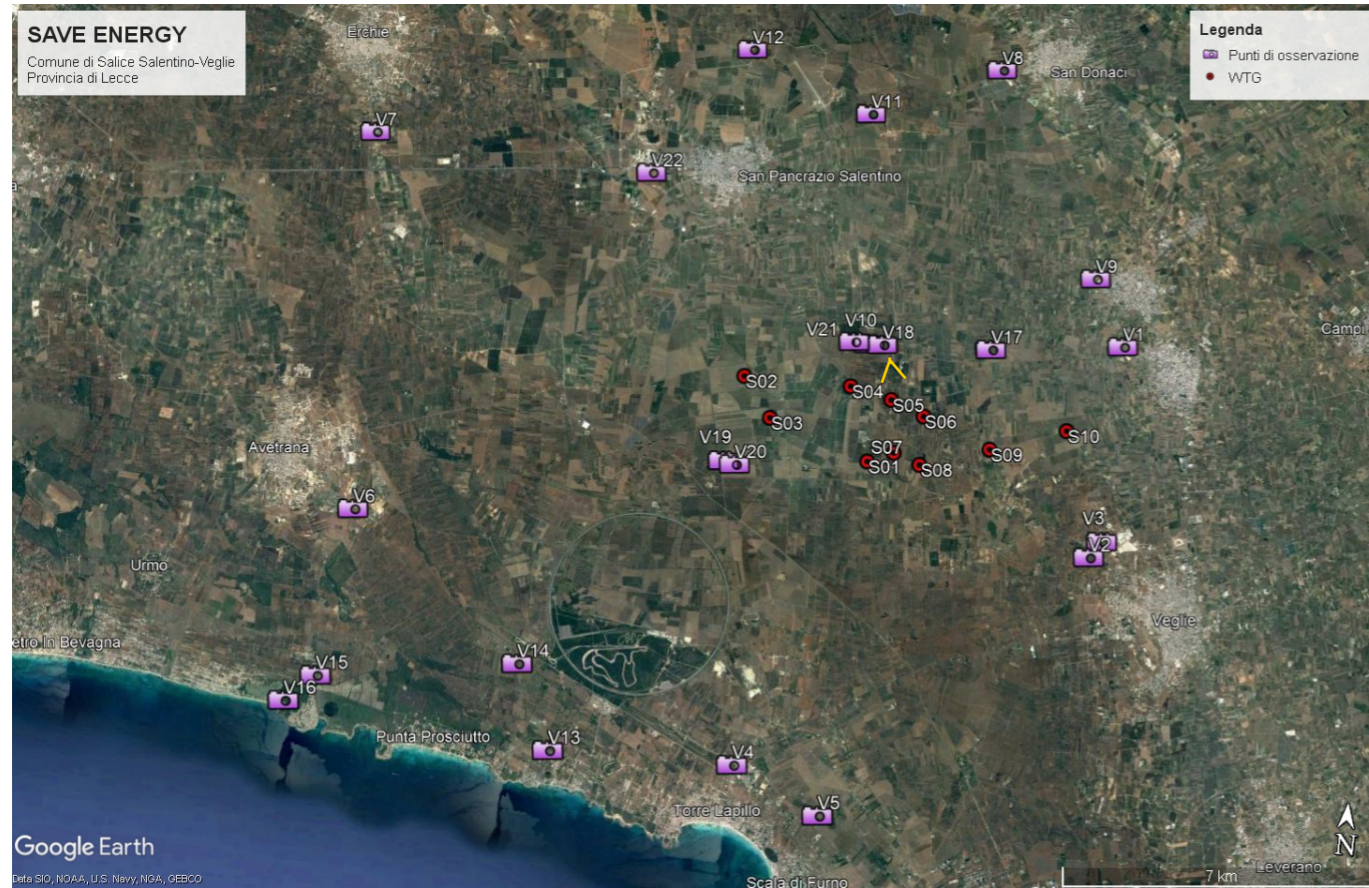 SAVE ENERGY
Comune di Salice Salentino-Veglie
Provincia di Lecce
Legenda
Punti di osservazione
WTG
Erchie
V12
V8
San Donaci
V11
V7
V22
San Pancrazio Salentino
a
V9
V10
V21
V18
V17
V1
Campi
S02
S04
S05
S03
S06
S10
Avetrana
V19
V20
S07
S01
S08
S09
V6
V3
V2
Urmo
Veglie
etro In Bevagna
V14
V15
V16
Punta Prosciutto
V13
V4
Torre Lapillo
V5
Google Earth
N
Leverano
7 km
Data SIO, NOAA, U.S. Navy, NGA, GEBCO
Scala di Furno